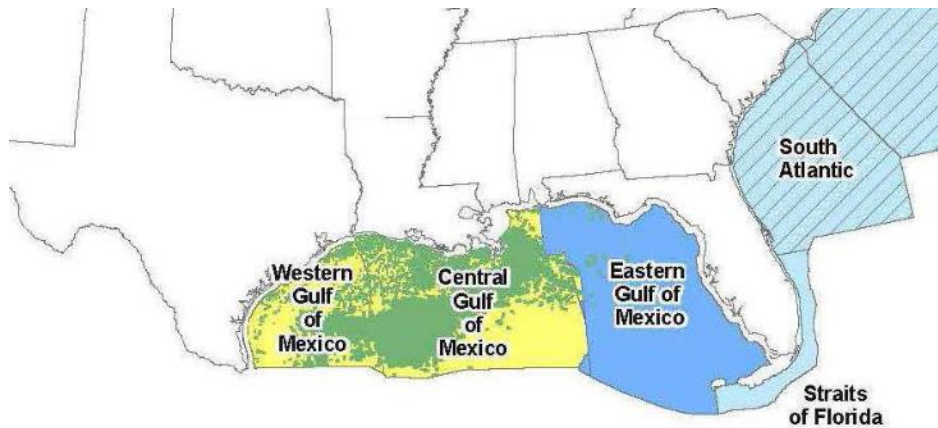 South
Atlantic
Western
Gulf
of
Mexico
Central
Gulf
of
Mexico
Eastern
Gulf of
Mexico
Straits
of Florida